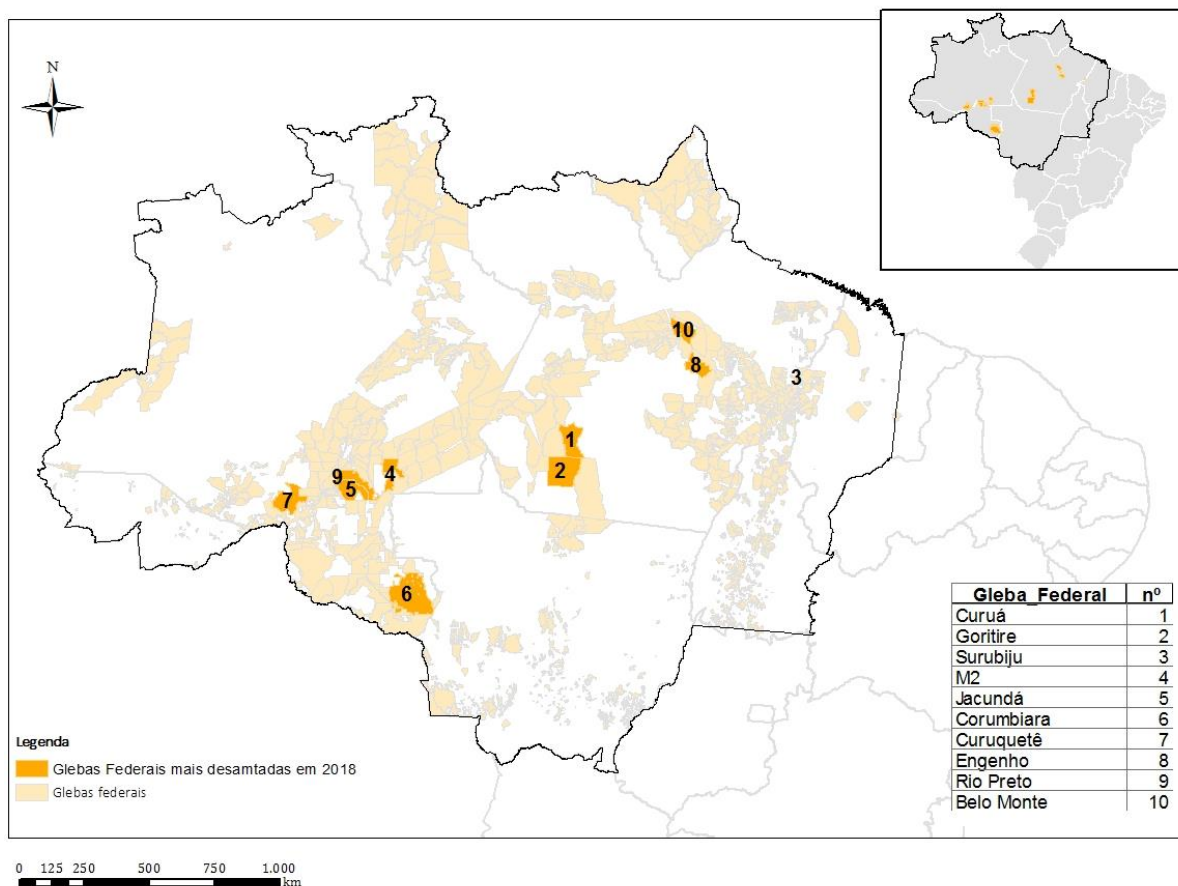 N
10
8
3
1
2
4
9
5
7
6
Gleba_Federal nº
Curuá 1
Goritire 2
Surubiju 3
M2 4
Jacundá 5
Corumbiara 6
Curuquetê 7
Engenho 8
Rio Preto 9
Belo Monte 10
Legenda
Glebas Federais mais desamtadas em 2018
Glebas federais
0 125 250 500 750 1.000
km